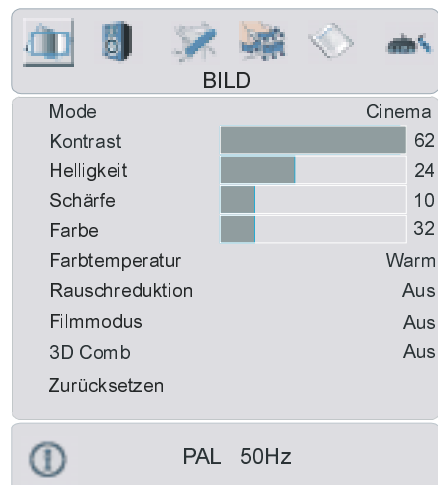 BILD
Mode Cinema
Kontrast 62
Helligkeit 24
Schärfe 10
Farbe 32
Farbtemperatur Warm
Rauschreduktion Aus
Filmmodus Aus
3D Comb Aus
Zurücksetzen
PAL 50Hz